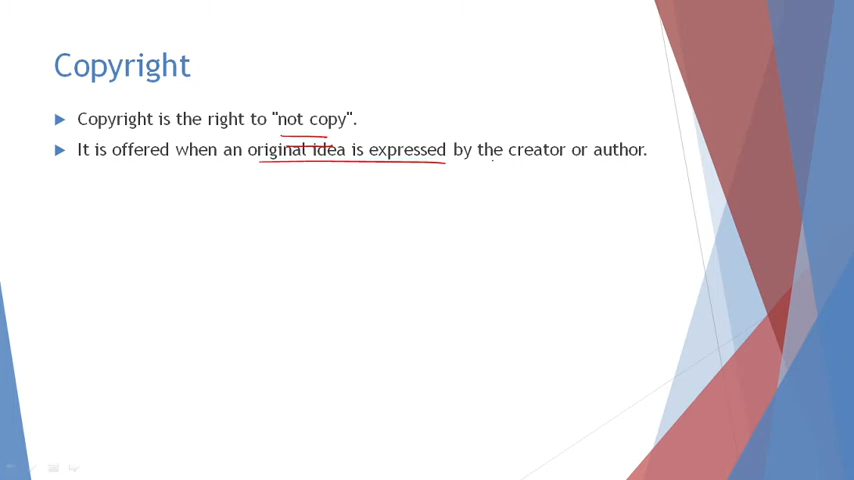 Copyright
Copyright is the right to "not copy".
It is offered when an original idea is expressed by the creator or author.